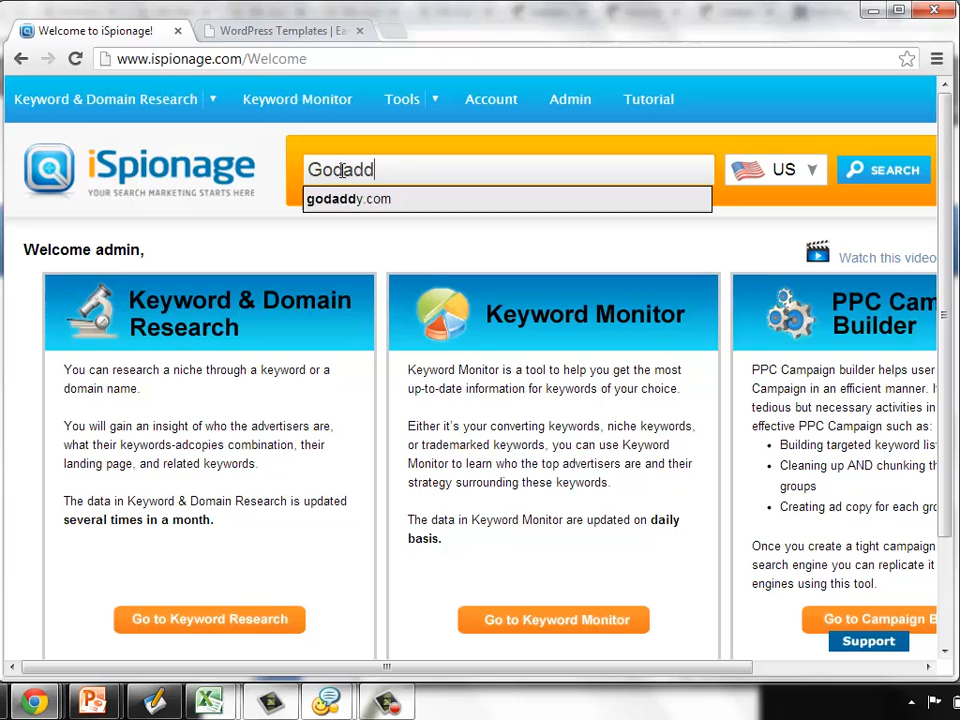 Welcome to iSpionage!
WordPress Templates | Ea
www.ispionage.com/Welcome
Keyword & Domain Research Keyword Monitor Tools Account Admin Tutorial
iSpionage
YOUR SEARCH MARKETING STARTS HERE
Godadd
US
SEARCH
godaddy.com
Welcome admin,
Watch this video
Keyword & Domain
Research
You can research a niche through a keyword or a
domain name.
You will gain an insight of who the advertisers are,
what their keywords-adcopies combination, their
landing page, and related keywords.
The data in Keyword & Domain Research is updated
several times in a month.
Go to Keyword Research
Keyword Monitor
Keyword Monitor is a tool to help you get the most
up-to-date information for keywords of your choice.
Either it's your converting keywords, niche keywords,
or trademarked keywords, you can use Keyword
Monitor to learn who the top advertisers are and their
strategy surrounding these keywords.
The data in Keyword Monitor are updated on daily
basis.
Go to Keyword Monitor
PPC Cam
Builder
PPC Campaign builder helps user
Campaign in an efficient manner. I
tedious but necessary activities in
effective PPC Campaign such as:
• Building targeted keyword lis
• Cleaning up AND chunking th
groups
• Creating ad copy for each gro
Once you create a tight campaign
search engine you can replicate it
engines using this tool.
Go to Campaign B
Support